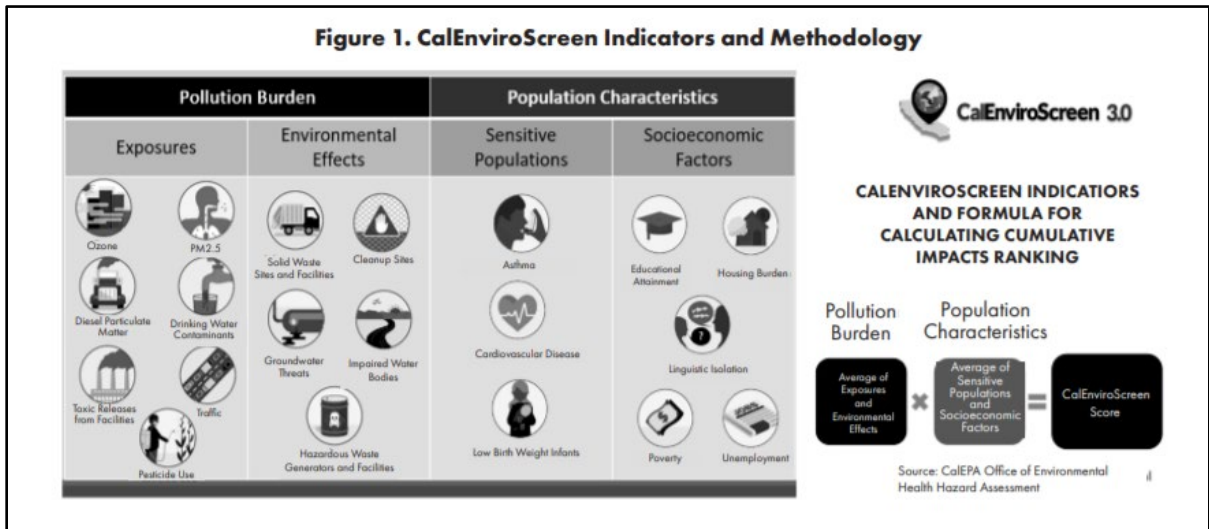 Figure 1. CalEnviroScreen Indicators and Methodology
Pollution Burden
Population Characteristics
Exposures
Environmental
Effects
Sensitive
Populations
Socioeconomic
Factors
Ozone
PM2.5
Diesel Particulate
Matter
Drinking Water
Contaminants
Toxic Releases
from Facilities
Traffic
Pesticide Use
Solid Waste
Sites and Facilities
Cleanup Sites
Groundwater
Threats
Impaired Water
Bodies
Hazardous Waste
Generators and Facilities
Asthma
Cardiovascular Disease
Low Birth Weight Infants
Educational
Attainment
Housing Burden
Linguistic Isolation
Poverty
Unemployment
CalEnviroScreen 3.0
CALENVIROSCREEN INDICATIORS
AND FORMULA FOR
CALCULATING CUMULATIVE
IMPACTS RANKING
Pollution
Burden
Population
Characteristics
Average of
Exposures
and
Environmental
Effects
×
Average of
Sensitive
Populations
and
Socioeconomic
Factors
=
CalEnviroScreen
Score
Source: CalEPA Office of Environmental
Health Hazard Assessment